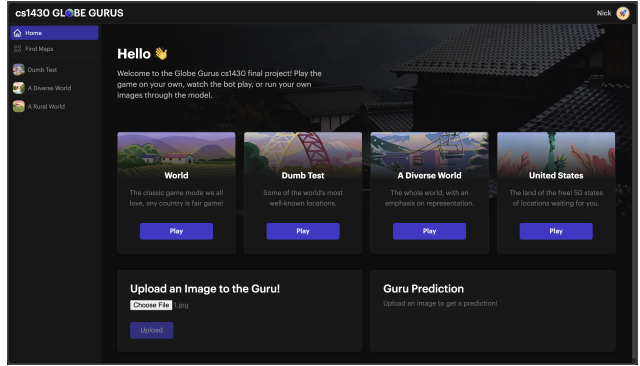 cs1430 GLOBE GURUS
Nick
Home
Find Maps
Dumb Test
A Diverse World
A Rural World
Hello 👋
Welcome to the Globe Gurus cs1430 final project! Play the
game on your own, watch the bot play, or run your own
images through the model.
World
The classic game mode we all
love, any country is fair game!
Play
Dumb Test
Some of the world's most
well-known locations.
Play
A Diverse World
The whole world, with an
emphasis on representation.
Play
United States
The land of the free! 50 states
of locations waiting for you.
Play
Upload an Image to the Guru!
Choose File 1.jpg
Upload
Guru Prediction
Upload an image to get a prediction!